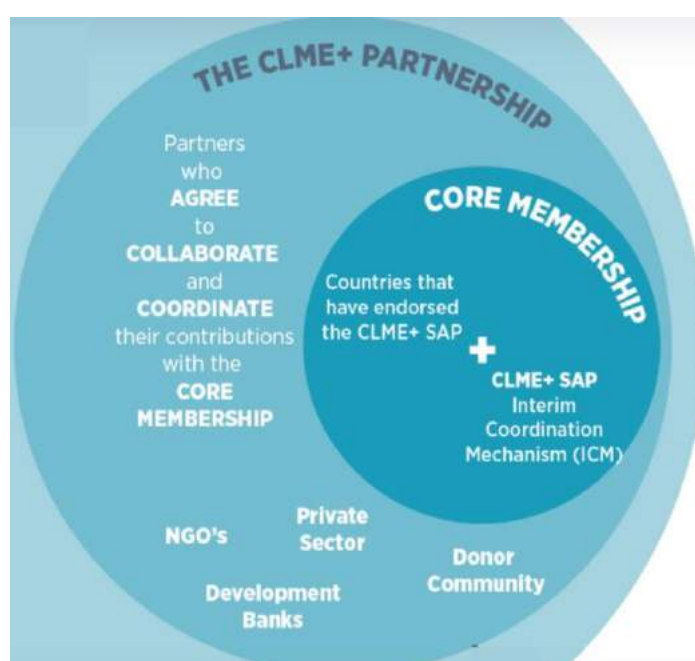 THE CLME+ PARTNERSHIP
Partners
who
AGREE
to
COLLABORATE
and
COORDINATE
their contributions
with the
CORE
MEMBERSHIP
CORE MEMBERSHIP
Countries that
have endorsed
the CLME+ SAP
+
CLME+ SAP
Interim
Coordination
Mechanism (ICM)
NGO's
Private
Sector
Development
Banks
Donor
Community